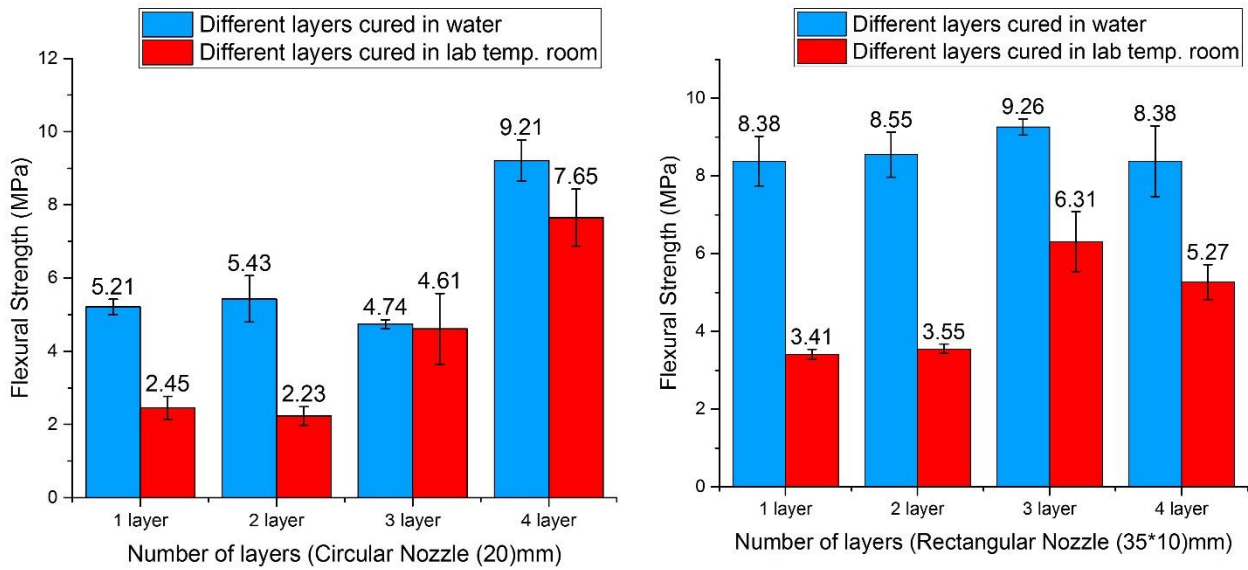 Different layers cured in water
Different layers cured in lab temp. room
Flexural Strength (MPa)
12
10
8
6
4
2
0
5.21
2.45
5.43
2.23
4.74
4.61
9.21
7.65
1 layer
2 layer
3 layer
4 layer
Number of layers (Circular Nozzle (20)mm)
Different layers cured in water
Different layers cured in lab temp. room
Flexural Strength (MPa)
10
8
6
4
2
0
8.38
3.41
8.55
3.55
9.26
6.31
8.38
5.27
1 layer
2 layer
3 layer
4 layer
Number of layers (Rectangular Nozzle (35*10)mm)